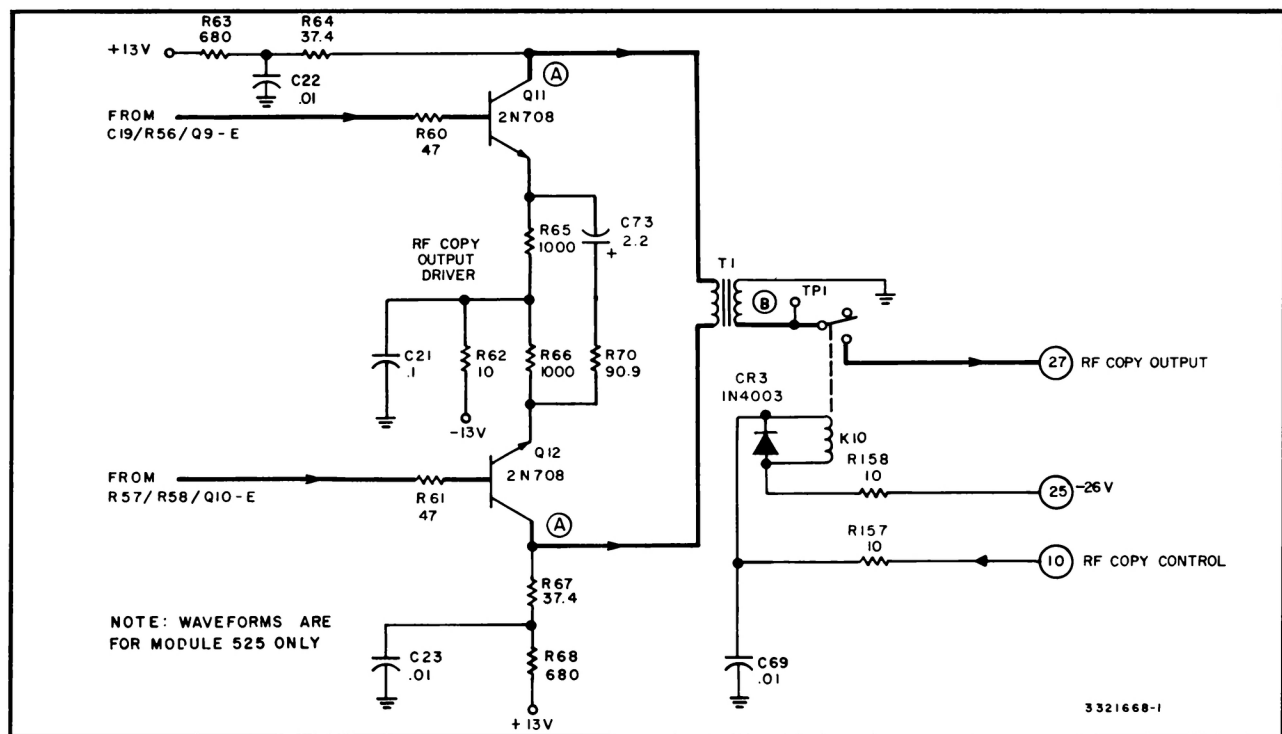 R63
680
R64
37.4
+13V
C22
.01
A
Q11
2N708
FROM
C19/R56/Q9-E
R60
47
R65
1000
C73
2.2
+
RF COPY
OUTPUT
DRIVER
T1
B
TP1
C21
.1
R62
10
R66
1000
R70
90.9
-13V
27 RF COPY OUTPUT
CR3
1N4003
K10
Q12
2N708
FROM
R57/R58/Q10-E
R61
47
R158
10
25 -26V
A
R157
10
10 RF COPY CONTROL
R67
37.4
NOTE: WAVEFORMS ARE
FOR MODULE 525 ONLY
C23
.01
R68
680
C69
.01
+13V
3321668-1